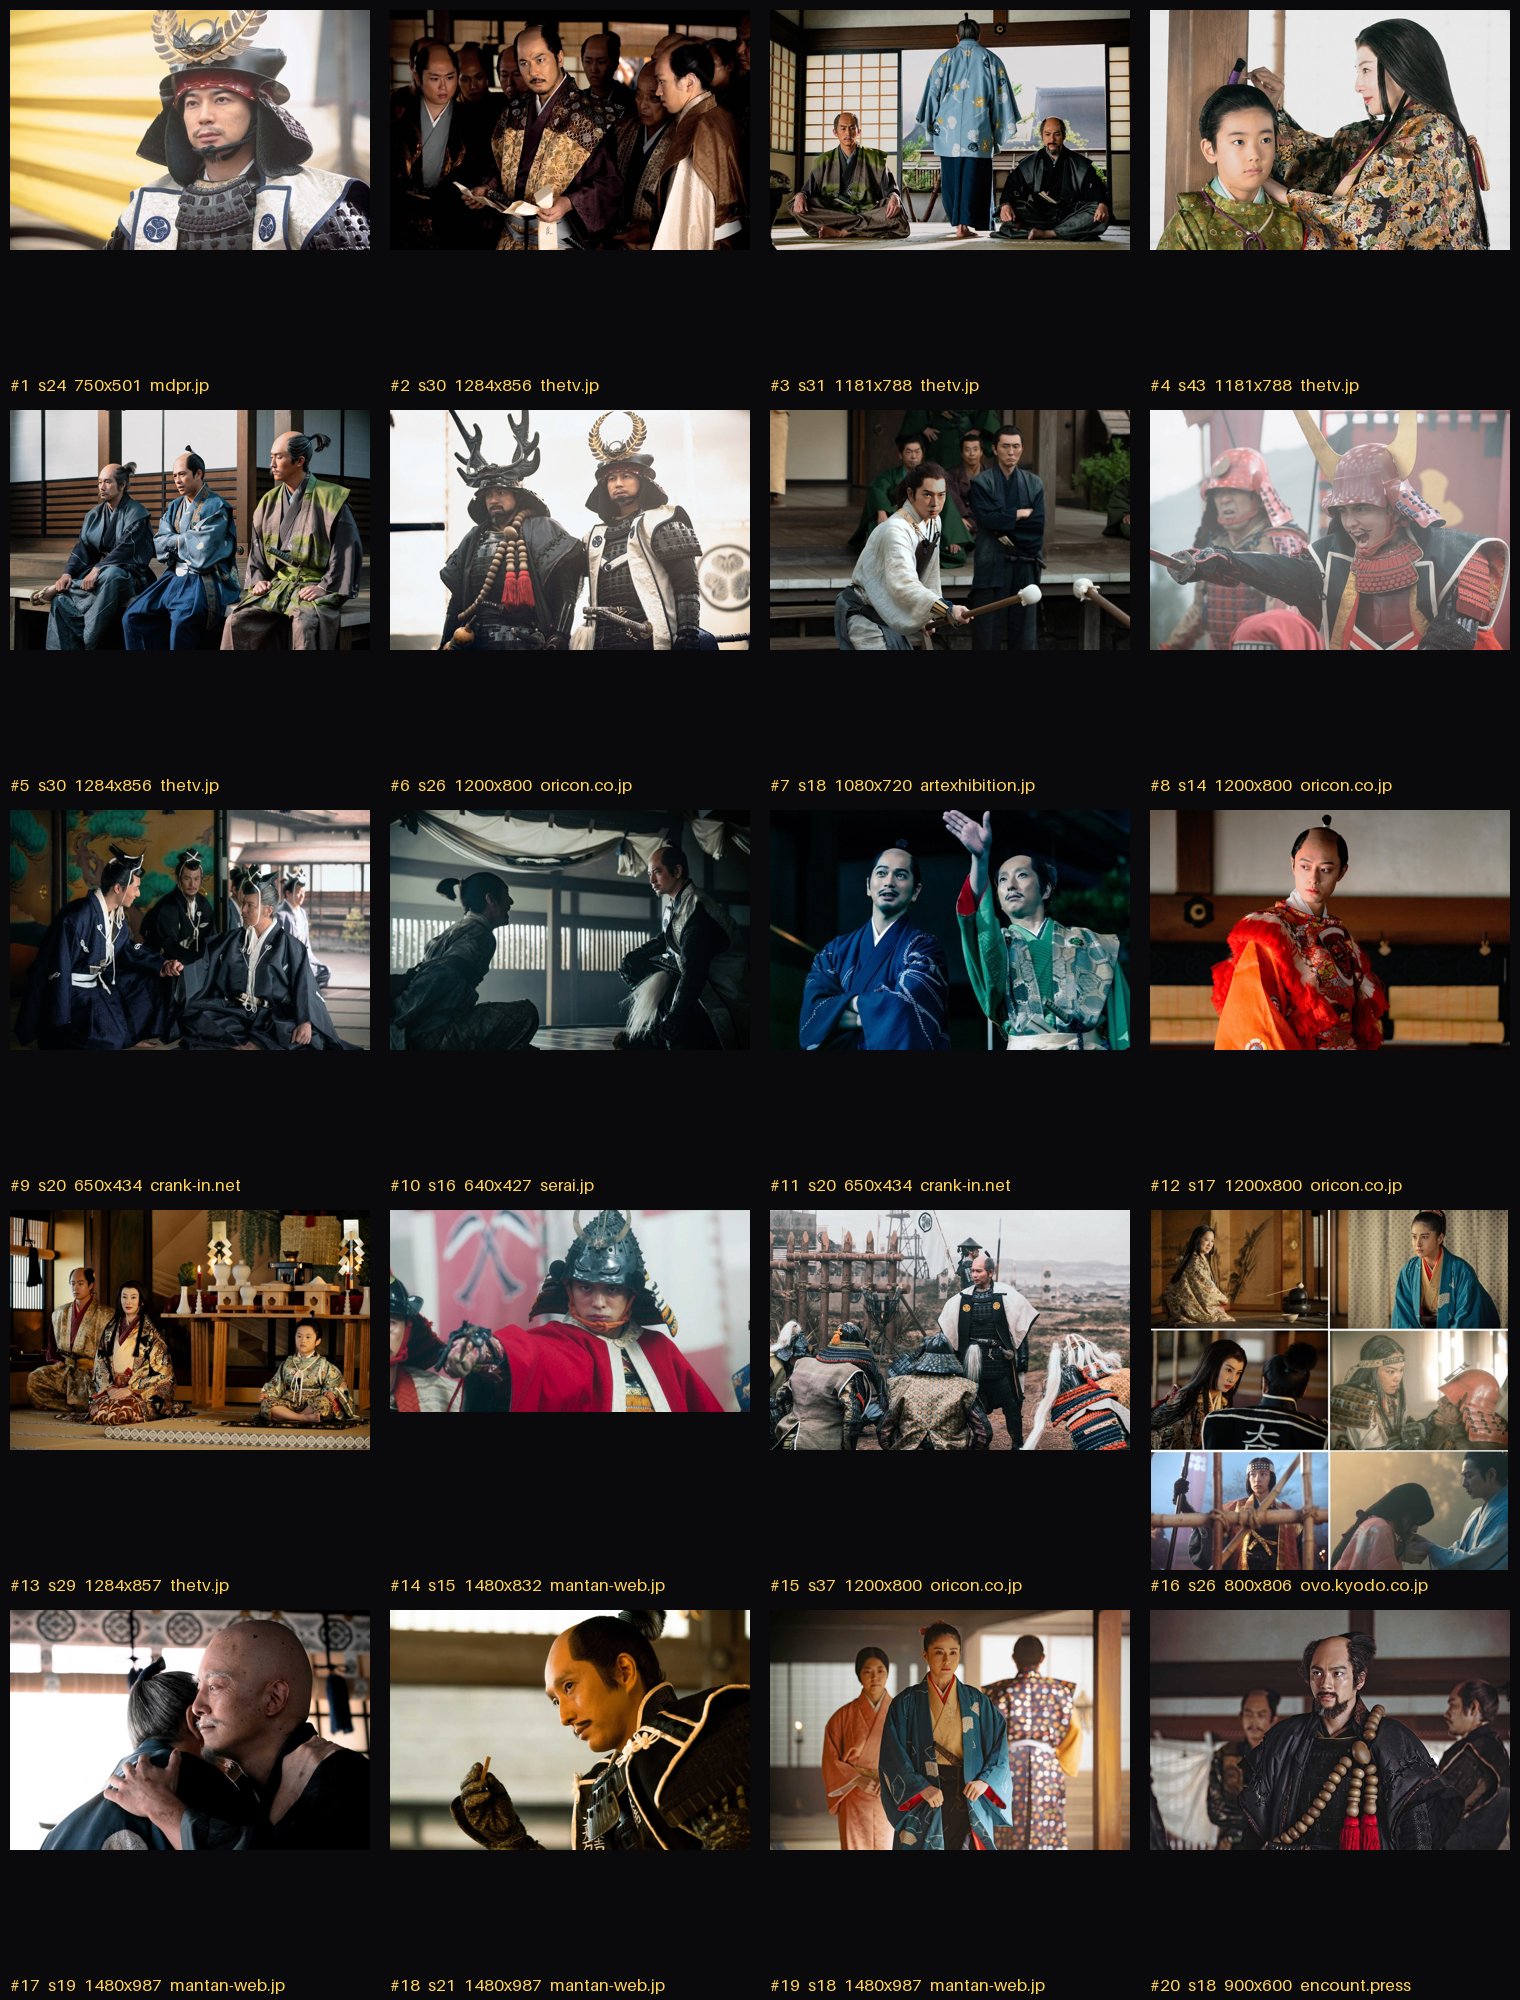 #1 s24 750x501 mdpr.jp
#2 s30 1284x856 thetv.jp
#3 s31 1181x788 thetv.jp
#4 s43 1181x788 thetv.jp
#5 s30 1284x856 thetv.jp
#6 s26 1200x800 oricon.co.jp
#7 s18 1080x720 artexhibition.jp
#8 s14 1200x800 oricon.co.jp
#9 s20 650x434 crank-in.net
#10 s16 640x427 serai.jp
#11 s20 650x434 crank-in.net
#12 s17 1200x800 oricon.co.jp
#13 s29 1284x857 thetv.jp
#14 s15 1480x832 mantan-web.jp
#15 s37 1200x800 oricon.co.jp
#16 s26 800x806 ovo.kyodo.co.jp
#17 s19 1480x987 mantan-web.jp
#18 s21 1480x987 mantan-web.jp
#19 s18 1480x987 mantan-web.jp
#20 s18 900x600 encount.press